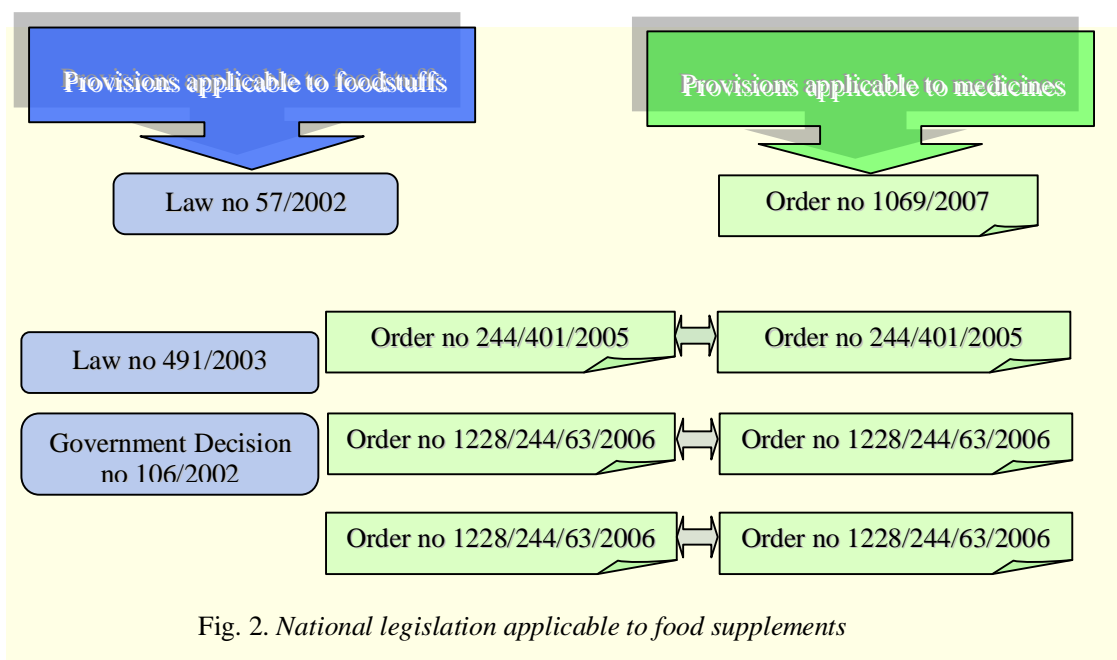 Provisions applicable to foodstuffs
Provisions applicable to medicines
Law no 57/2002
Order no 1069/2007
Order no 244/401/2005
Order no 244/401/2005
Law no 491/2003
Government Decision
no 106/2002
Order no 1228/244/63/2006
Order no 1228/244/63/2006
Order no 1228/244/63/2006
Order no 1228/244/63/2006
Fig. 2. National legislation applicable to food supplements